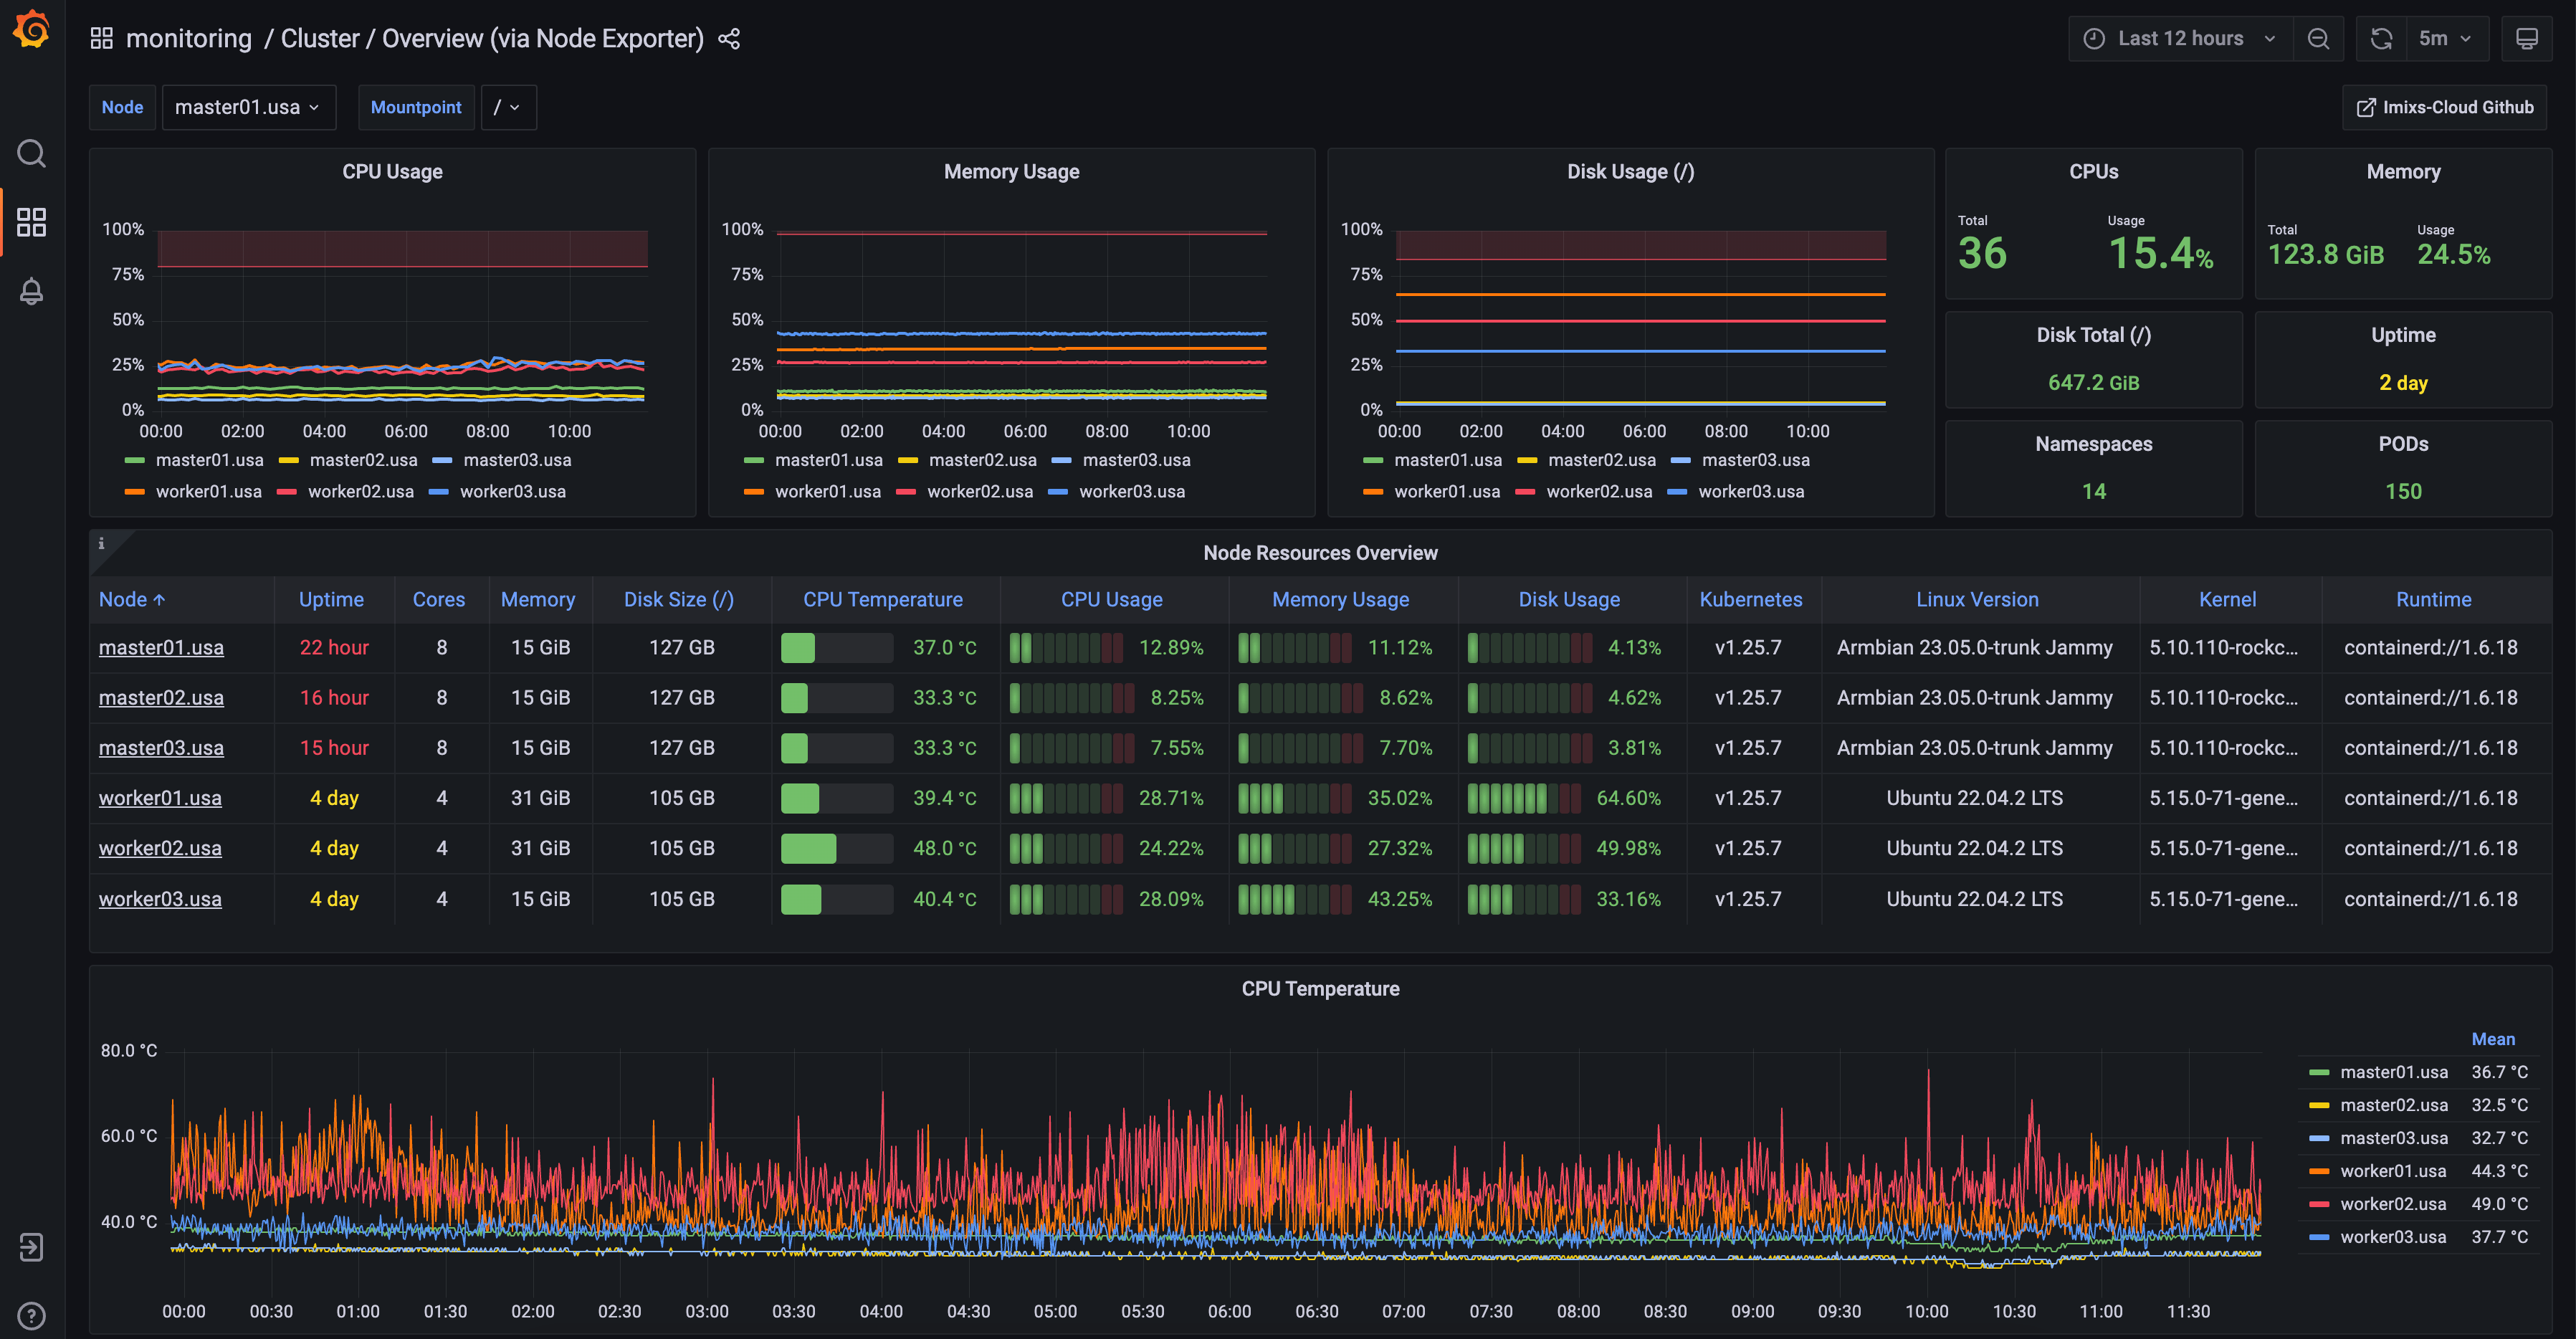 monitoring / Cluster / Overview (via Node Exporter)
Last 12 hours
5m
Node master01.usa Mountpoint /
Imixs-Cloud Github
CPU Usage
100%
75%
50%
25%
0%
00:00 02:00 04:00 06:00 08:00 10:00
master01.usa master02.usa master03.usa
worker01.usa worker02.usa worker03.usa
Memory Usage
100%
75%
50%
25%
0%
00:00 02:00 04:00 06:00 08:00 10:00
master01.usa master02.usa master03.usa
worker01.usa worker02.usa worker03.usa
Disk Usage (/)
100%
75%
50%
25%
0%
00:00 02:00 04:00 06:00 08:00 10:00
master01.usa master02.usa master03.usa
worker01.usa worker02.usa worker03.usa
CPUs
Total Usage
36 15.4%
Memory
Total Usage
123.8 GiB 24.5%
Disk Total (/)
647.2 GiB
Uptime
2 day
Namespaces
14
PODs
150
i
Node Resources Overview
Node ↑ Uptime Cores Memory Disk Size (/) CPU Temperature CPU Usage Memory Usage Disk Usage Kubernetes Linux Version Kernel Runtime
master01.usa 22 hour 8 15 GiB 127 GB 37.0 °C 12.89% 11.12% 4.13% v1.25.7 Armbian 23.05.0-trunk Jammy 5.10.110-rockc... containerd://1.6.18
master02.usa 16 hour 8 15 GiB 127 GB 33.3 °C 8.25% 8.62% 4.62% v1.25.7 Armbian 23.05.0-trunk Jammy 5.10.110-rockc... containerd://1.6.18
master03.usa 15 hour 8 15 GiB 127 GB 33.3 °C 7.55% 7.70% 3.81% v1.25.7 Armbian 23.05.0-trunk Jammy 5.10.110-rockc... containerd://1.6.18
worker01.usa 4 day 4 31 GiB 105 GB 39.4 °C 28.71% 35.02% 64.60% v1.25.7 Ubuntu 22.04.2 LTS 5.15.0-71-gene... containerd://1.6.18
worker02.usa 4 day 4 31 GiB 105 GB 48.0 °C 24.22% 27.32% 49.98% v1.25.7 Ubuntu 22.04.2 LTS 5.15.0-71-gene... containerd://1.6.18
worker03.usa 4 day 4 15 GiB 105 GB 40.4 °C 28.09% 43.25% 33.16% v1.25.7 Ubuntu 22.04.2 LTS 5.15.0-71-gene... containerd://1.6.18
CPU Temperature
80.0 °C
60.0 °C
40.0 °C
00:00 00:30 01:00 01:30 02:00 02:30 03:00 03:30 04:00 04:30 05:00 05:30 06:00 06:30 07:00 07:30 08:00 08:30 09:00 09:30 10:00 10:30 11:00 11:30
Mean
master01.usa 36.7 °C
master02.usa 32.5 °C
master03.usa 32.7 °C
worker01.usa 44.3 °C
worker02.usa 49.0 °C
worker03.usa 37.7 °C